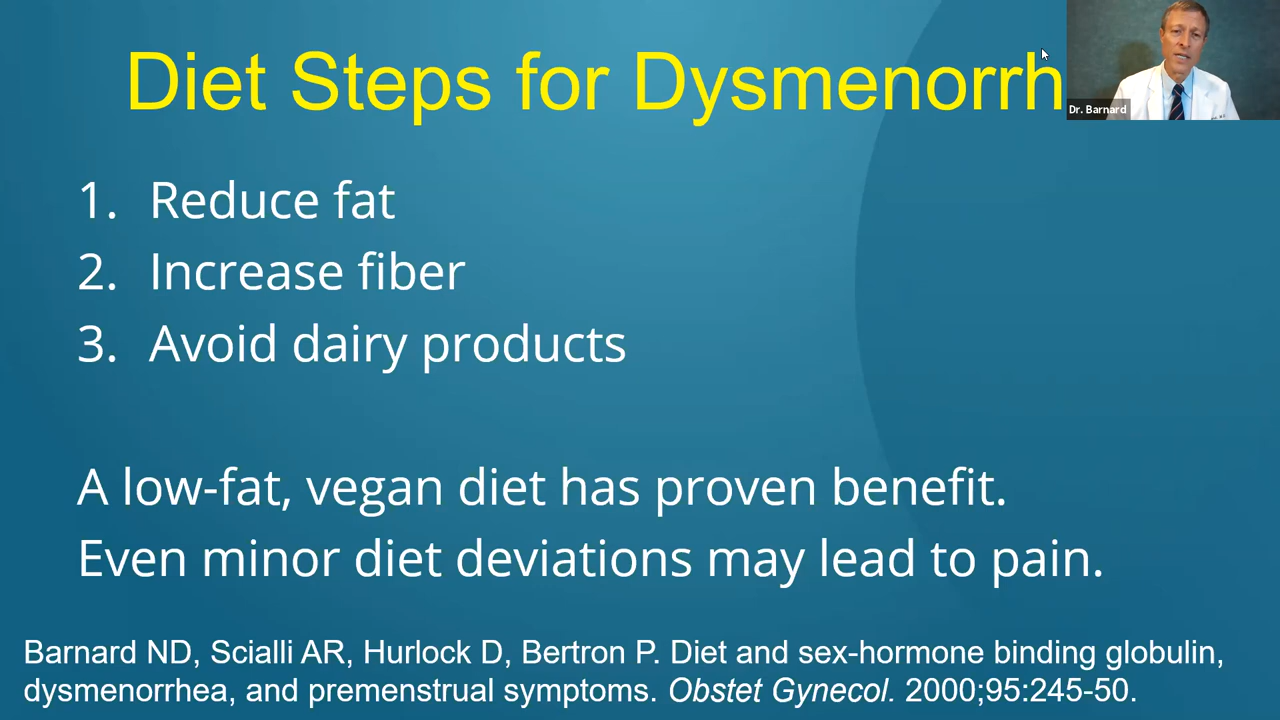 Diet Steps for Dysmenorrh
Dr. Barnard
1. Reduce fat
2. Increase fiber
3. Avoid dairy products
A low-fat, vegan diet has proven benefit.
Even minor diet deviations may lead to pain.
Barnard ND, Scialli AR, Hurlock D, Bertron P. Diet and sex-hormone binding globulin,
dysmenorrhea, and premenstrual symptoms. Obstet Gynecol. 2000;95:245-50.